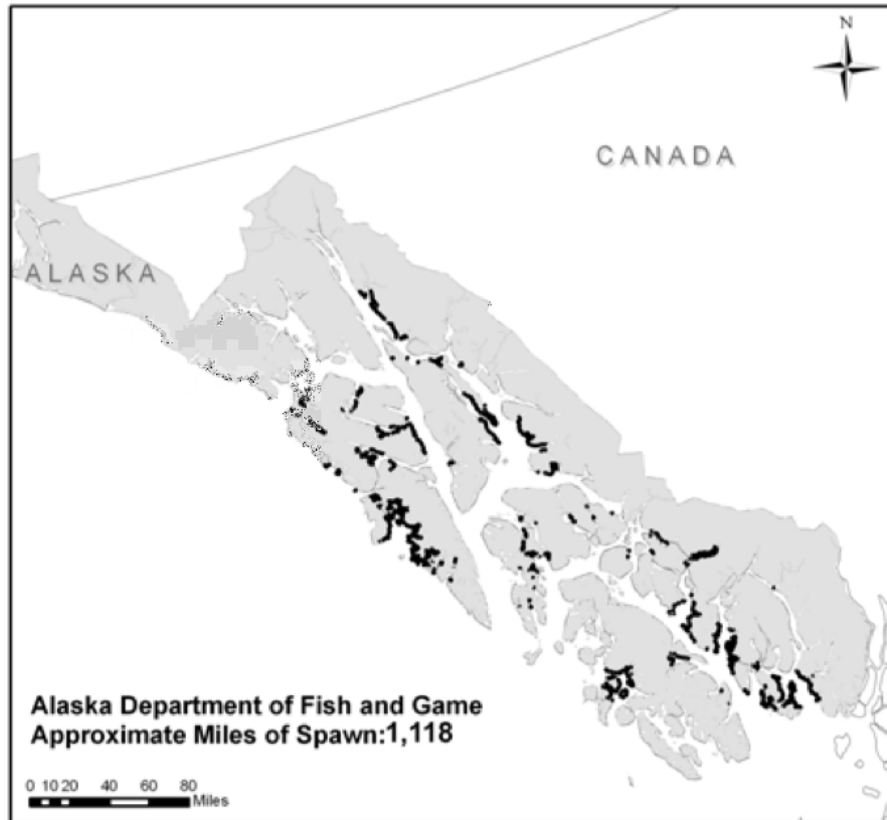 N
CANADA
ALASKA
Alaska Department of Fish and Game
Approximate Miles of Spawn:1,118
0 10 20 40 60 80
Miles